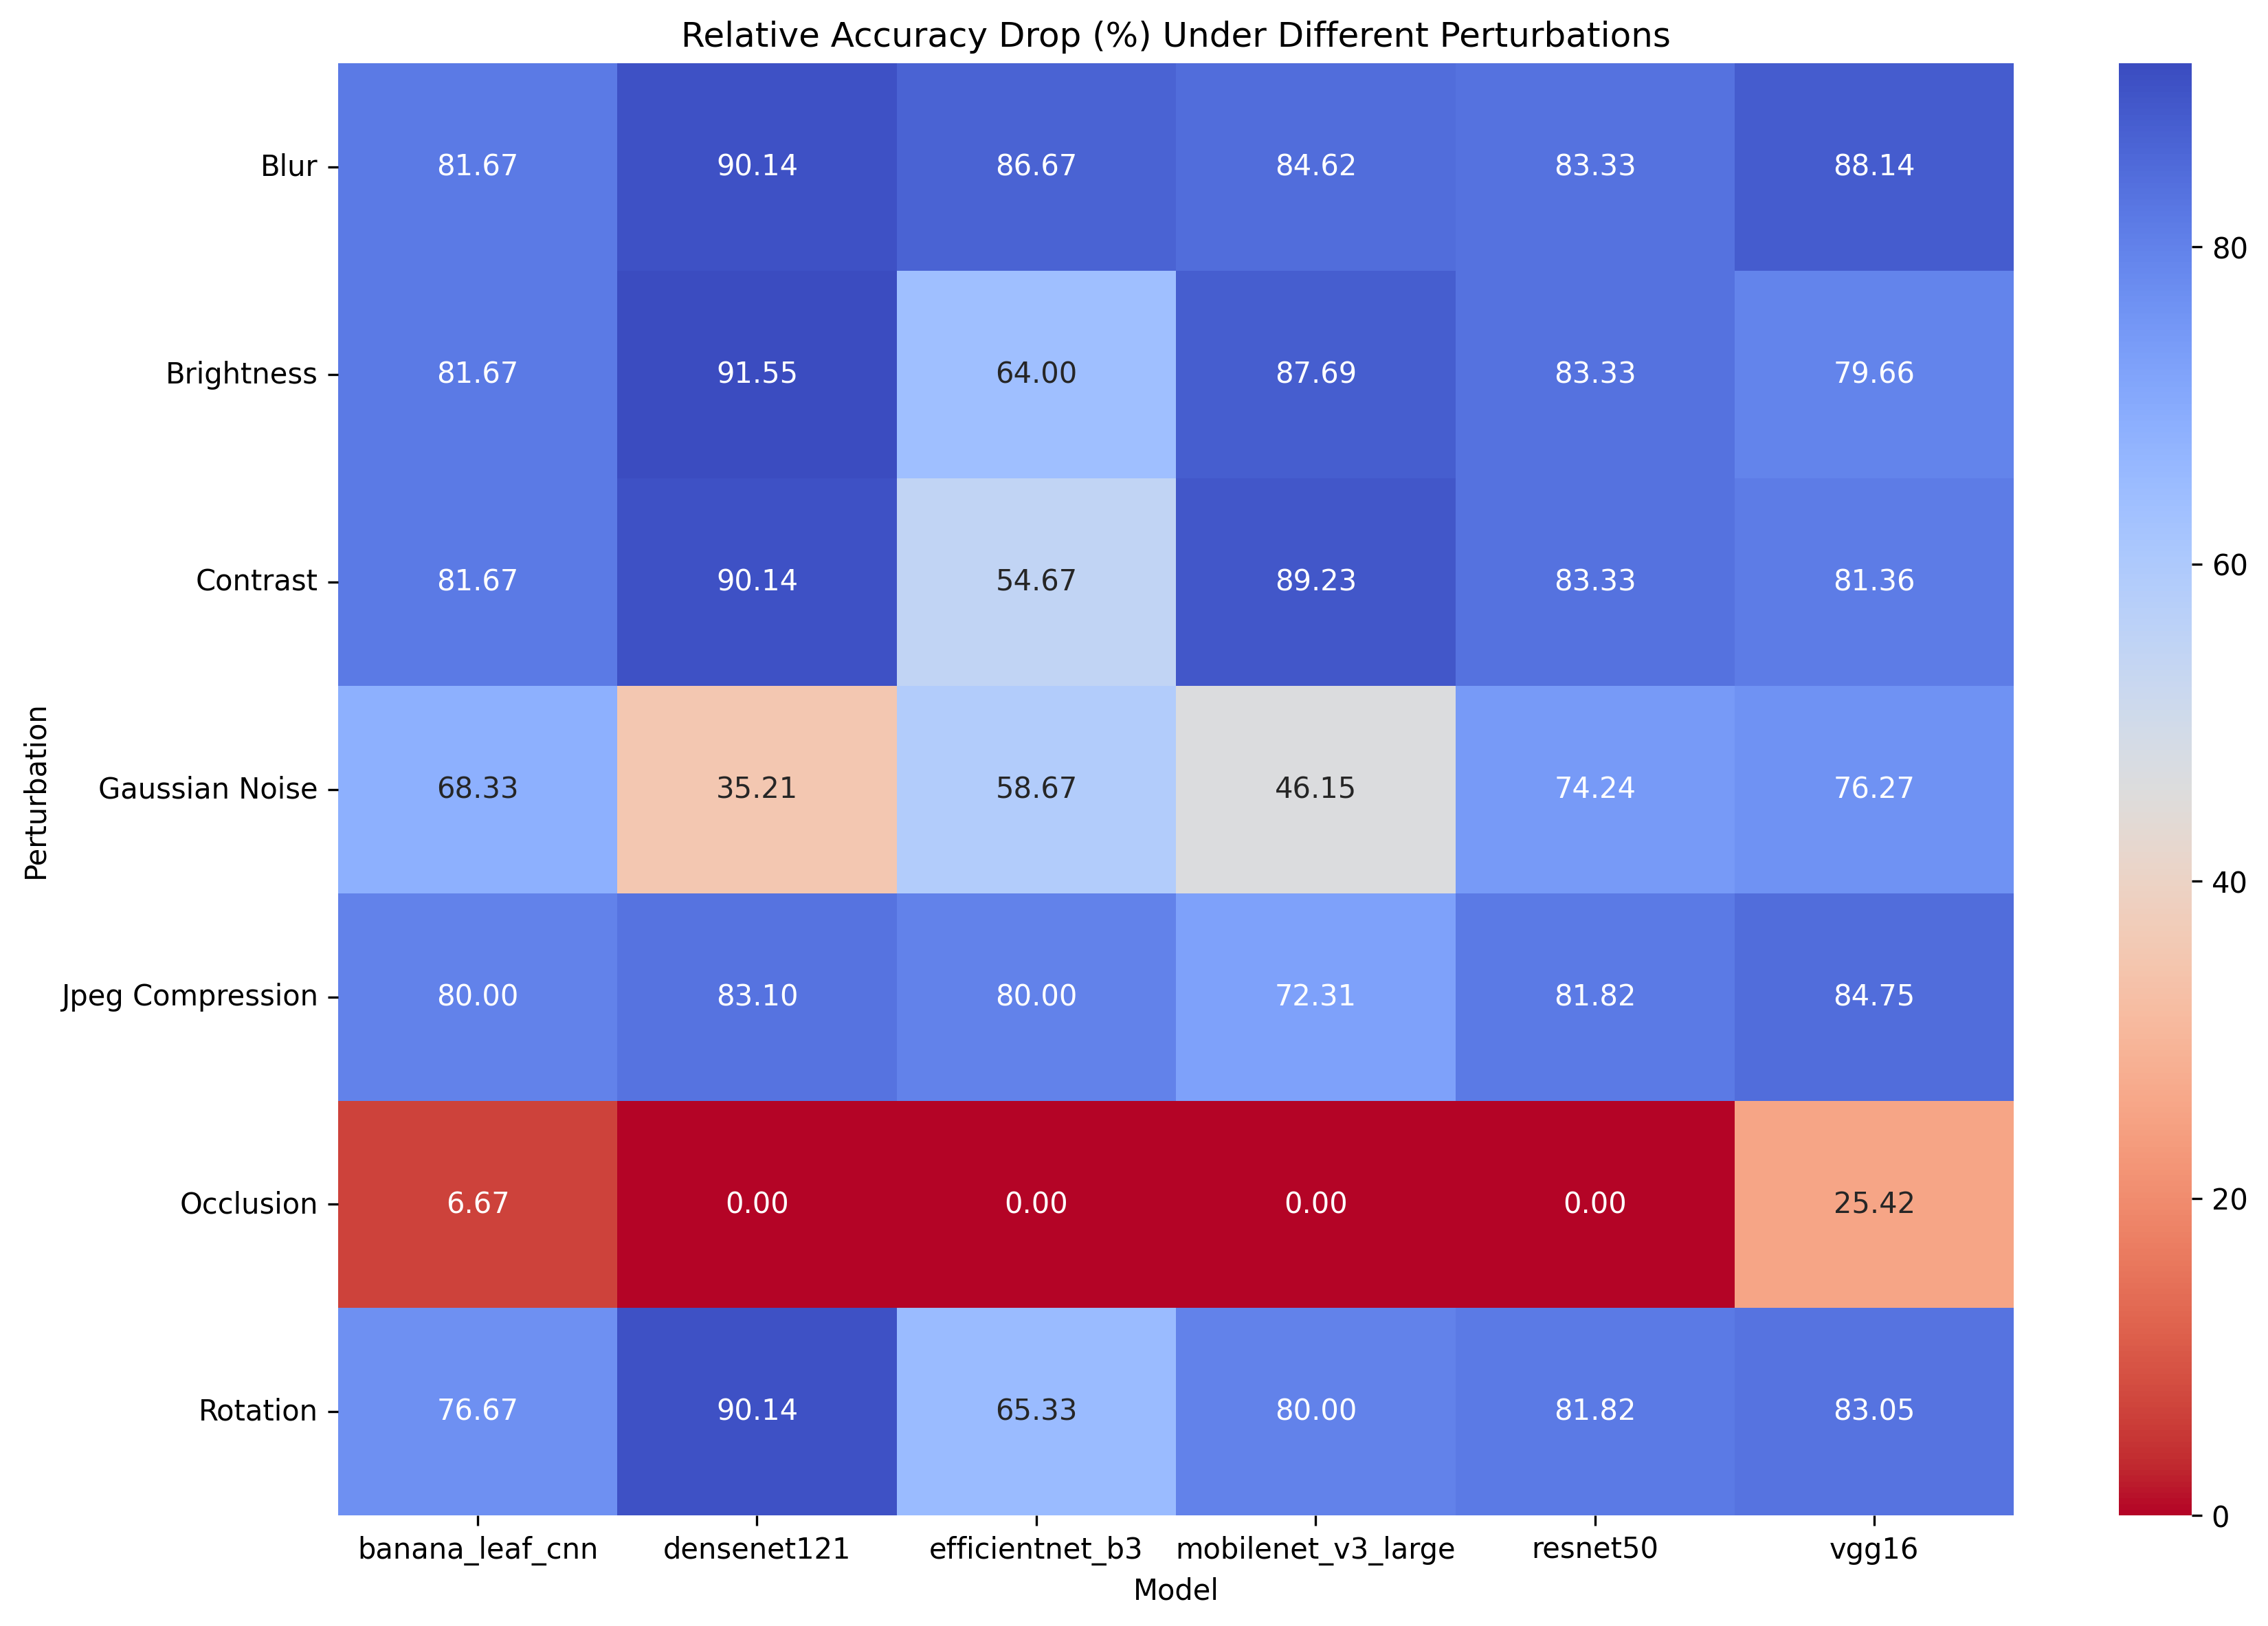 Relative Accuracy Drop (%) Under Different Perturbations
Perturbation
Blur 81.67 90.14 86.67 84.62 83.33 88.14
Brightness 81.67 91.55 64.00 87.69 83.33 79.66
Contrast 81.67 90.14 54.67 89.23 83.33 81.36
Gaussian Noise 68.33 35.21 58.67 46.15 74.24 76.27
Jpeg Compression 80.00 83.10 80.00 72.31 81.82 84.75
Occlusion 6.67 0.00 0.00 0.00 0.00 25.42
Rotation 76.67 90.14 65.33 80.00 81.82 83.05
banana_leaf_cnn densenet121 efficientnet_b3 mobilenet_v3_large resnet50 vgg16
Model
80
60
40
20
0